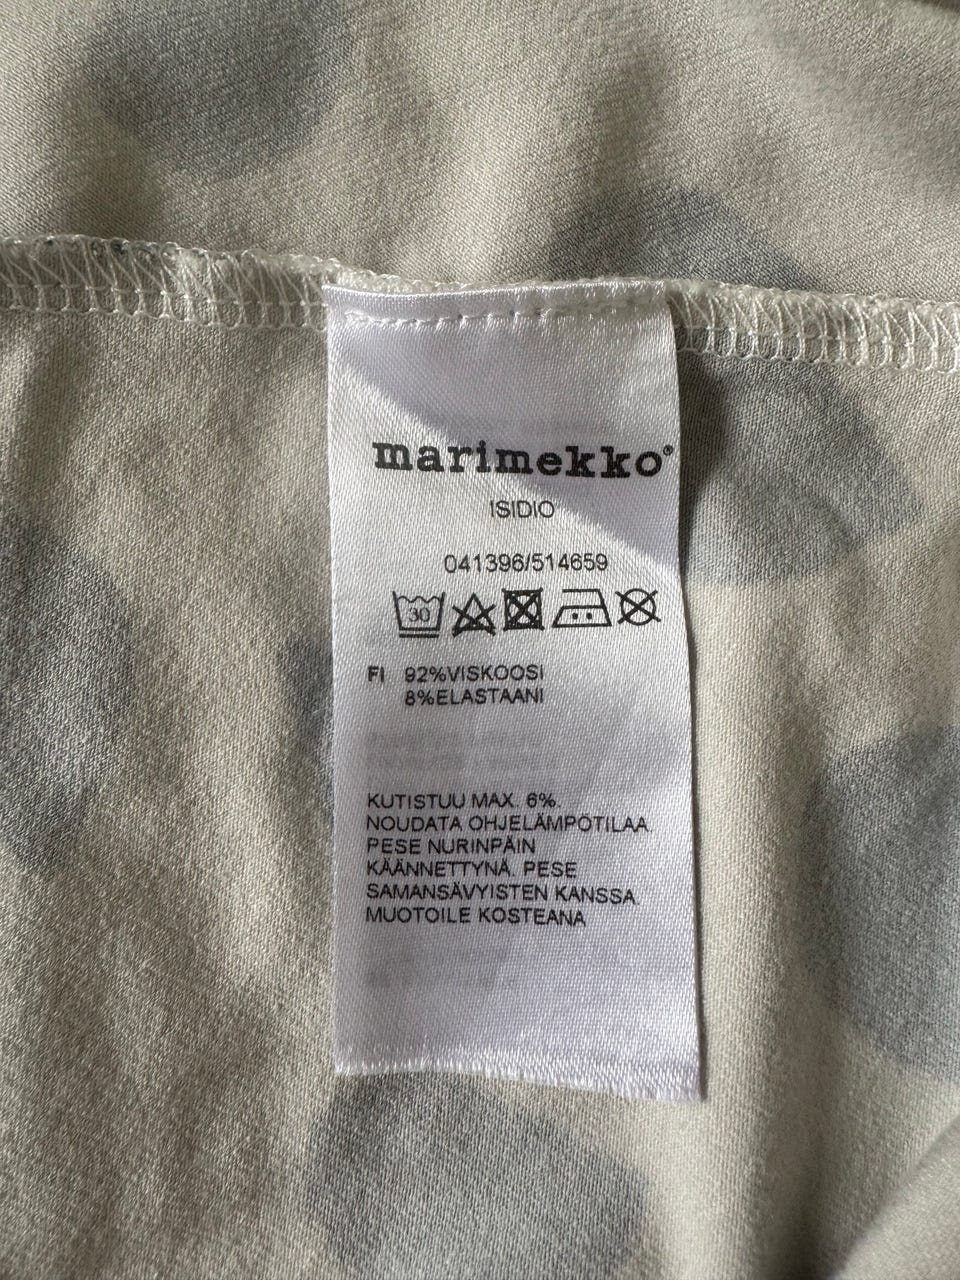 marimekko®
ISIDIO
041396/514659
30
FI 92%VISKOOSI
8%ELASTAANI
KUTISTUU MAX. 6%.
NOUDATA OHJELÄMPÖTILAA.
PESE NURINPÄIN
KÄÄNNETTYNÄ. PESE
SAMANSÄVYISTEN KANSSA.
MUOTOILE KOSTEANA